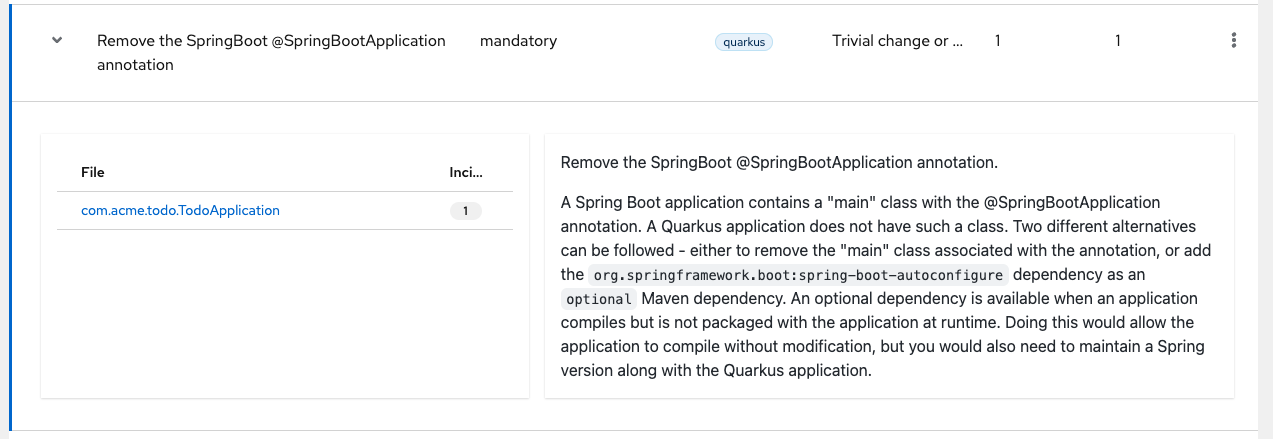 Remove the SpringBoot @SpringBootApplication
annotation
mandatory
quarkus
Trivial change or ...
1
1
File
Inci...
com.acme.todo.TodoApplication
1
Remove the SpringBoot @SpringBootApplication annotation.
A Spring Boot application contains a "main" class with the @SpringBootApplication
annotation. A Quarkus application does not have such a class. Two different alternatives
can be followed - either to remove the "main" class associated with the annotation, or add
the org.springframework.boot:spring-boot-autoconfigure dependency as an
optional Maven dependency. An optional dependency is available when an application
compiles but is not packaged with the application at runtime. Doing this would allow the
application to compile without modification, but you would also need to maintain a Spring
version along with the Quarkus application.